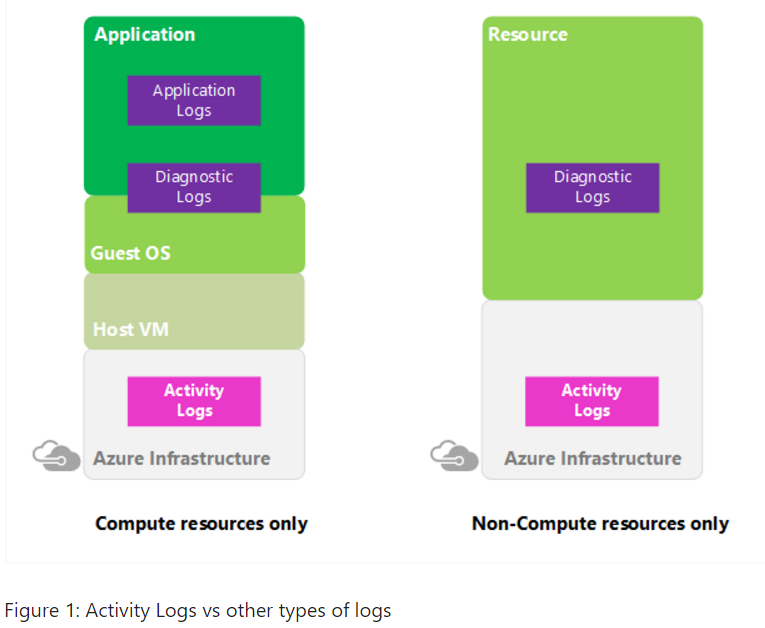 Application
Application
Logs
Diagnostic
Logs
Guest OS
Host VM
Activity
Logs
Azure Infrastructure
Compute resources only
Resource
Diagnostic
Logs
Activity
Logs
Azure Infrastructure
Non-Compute resources only
Figure 1: Activity Logs vs other types of logs